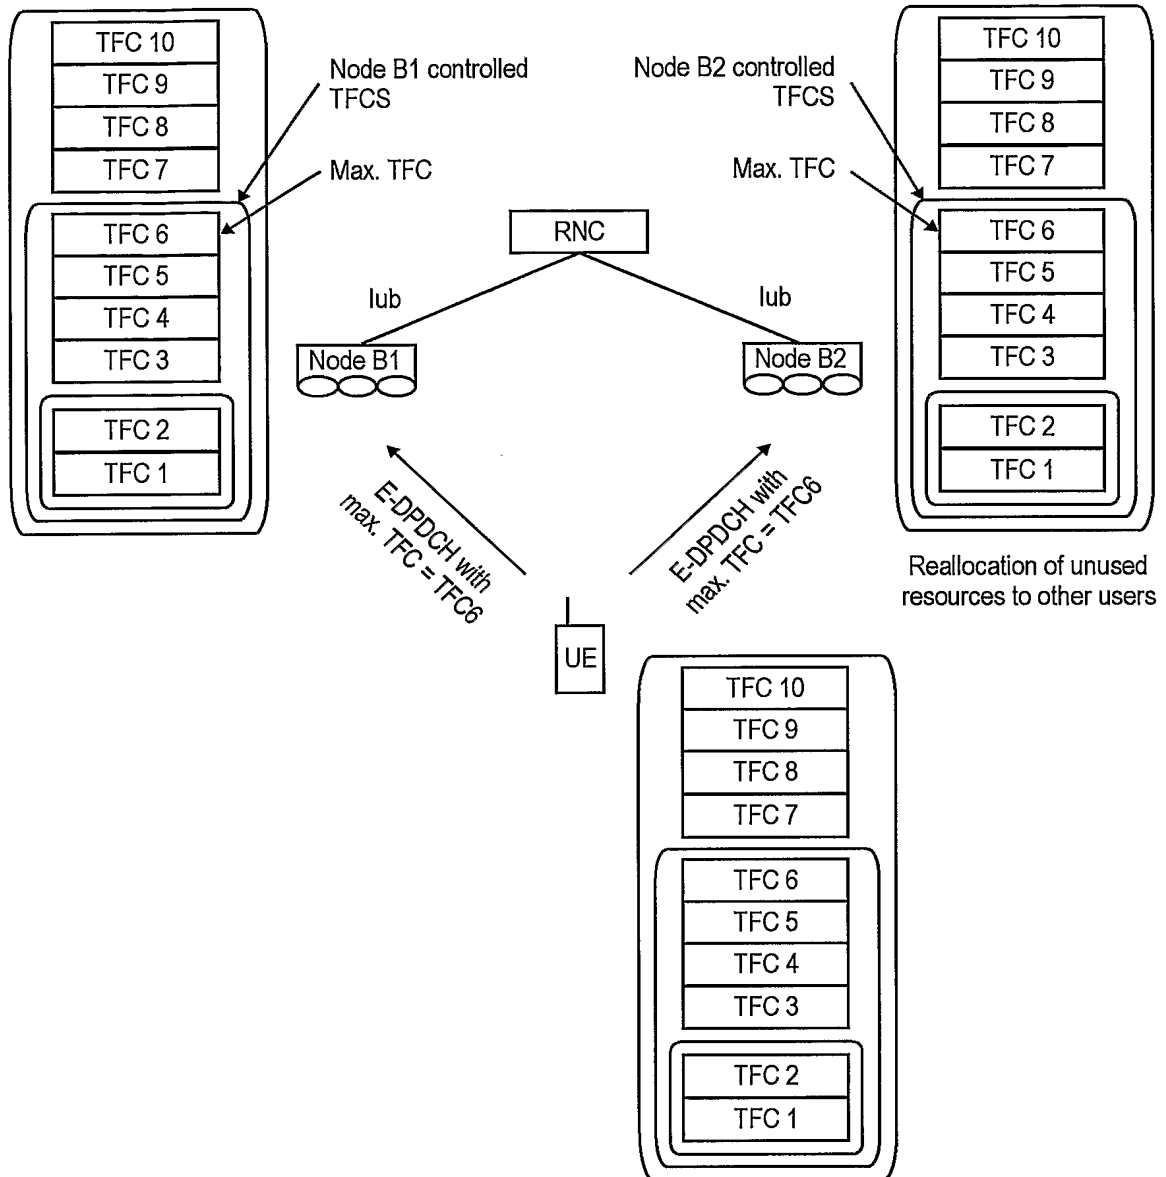 TFC 10
TFC 9
TFC 8
TFC 7
TFC 6
TFC 5
TFC 4
TFC 3
TFC 2
TFC 1
Node B1 controlled
TFCS
Max. TFC
Node B2 controlled
TFCS
Max. TFC
RNC
Iub
Iub
Node B1
Node B2
E-DPDCH with
max. TFC = TFC6
E-DPDCH with
max. TFC = TFC6
UE
TFC 10
TFC 9
TFC 8
TFC 7
TFC 6
TFC 5
TFC 4
TFC 3
TFC 2
TFC 1
Reallocation of unused
resources to other users
TFC 10
TFC 9
TFC 8
TFC 7
TFC 6
TFC 5
TFC 4
TFC 3
TFC 2
TFC 1